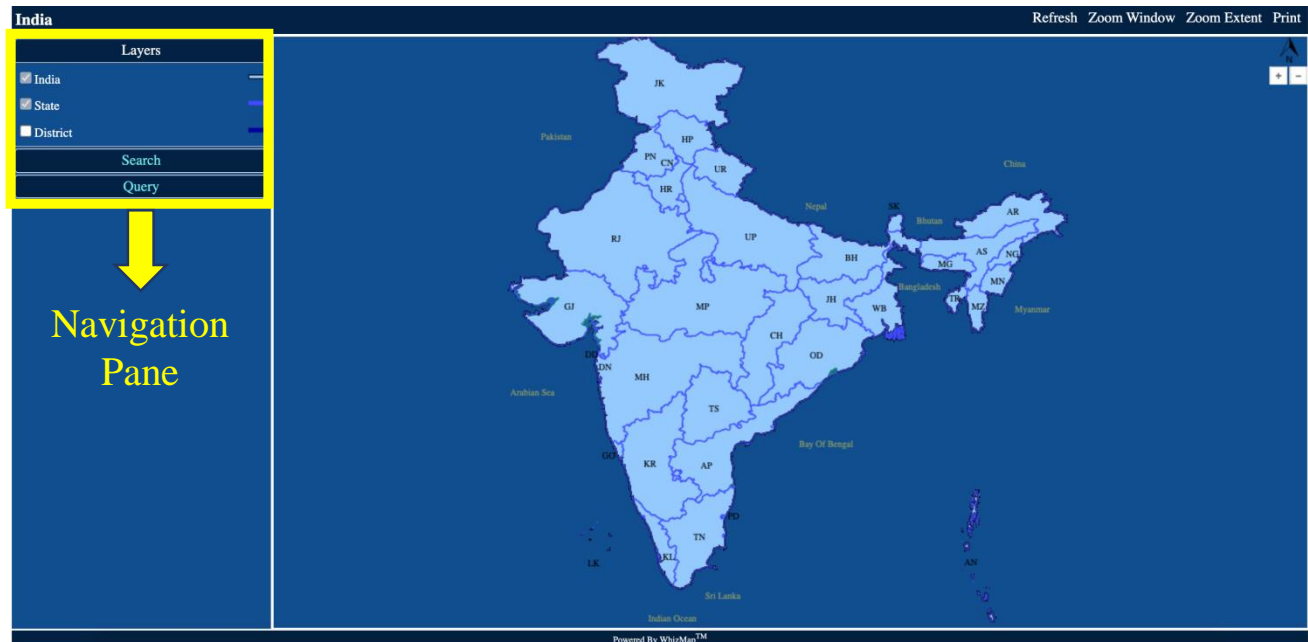 India
Refresh Zoom Window Zoom Extent Print
Layers
India
State
District
Search
Query
Navigation
Pane
N
+ -
JK
Pakistan
HP
PN
CN
UR
China
HR
Nepal
SK
Bhutan
AR
RJ
UP
BH
AS
NG
MG
MN
Bangladesh
GJ
MP
JH
WB
TR
MZ
Myanmar
CH
OD
DD
DN
MH
Arabian Sea
TS
Bay Of Bengal
GO
KR
AP
PD
TN
LK
KL
AN
Sri Lanka
Indian Ocean
Powered By WhizMap™